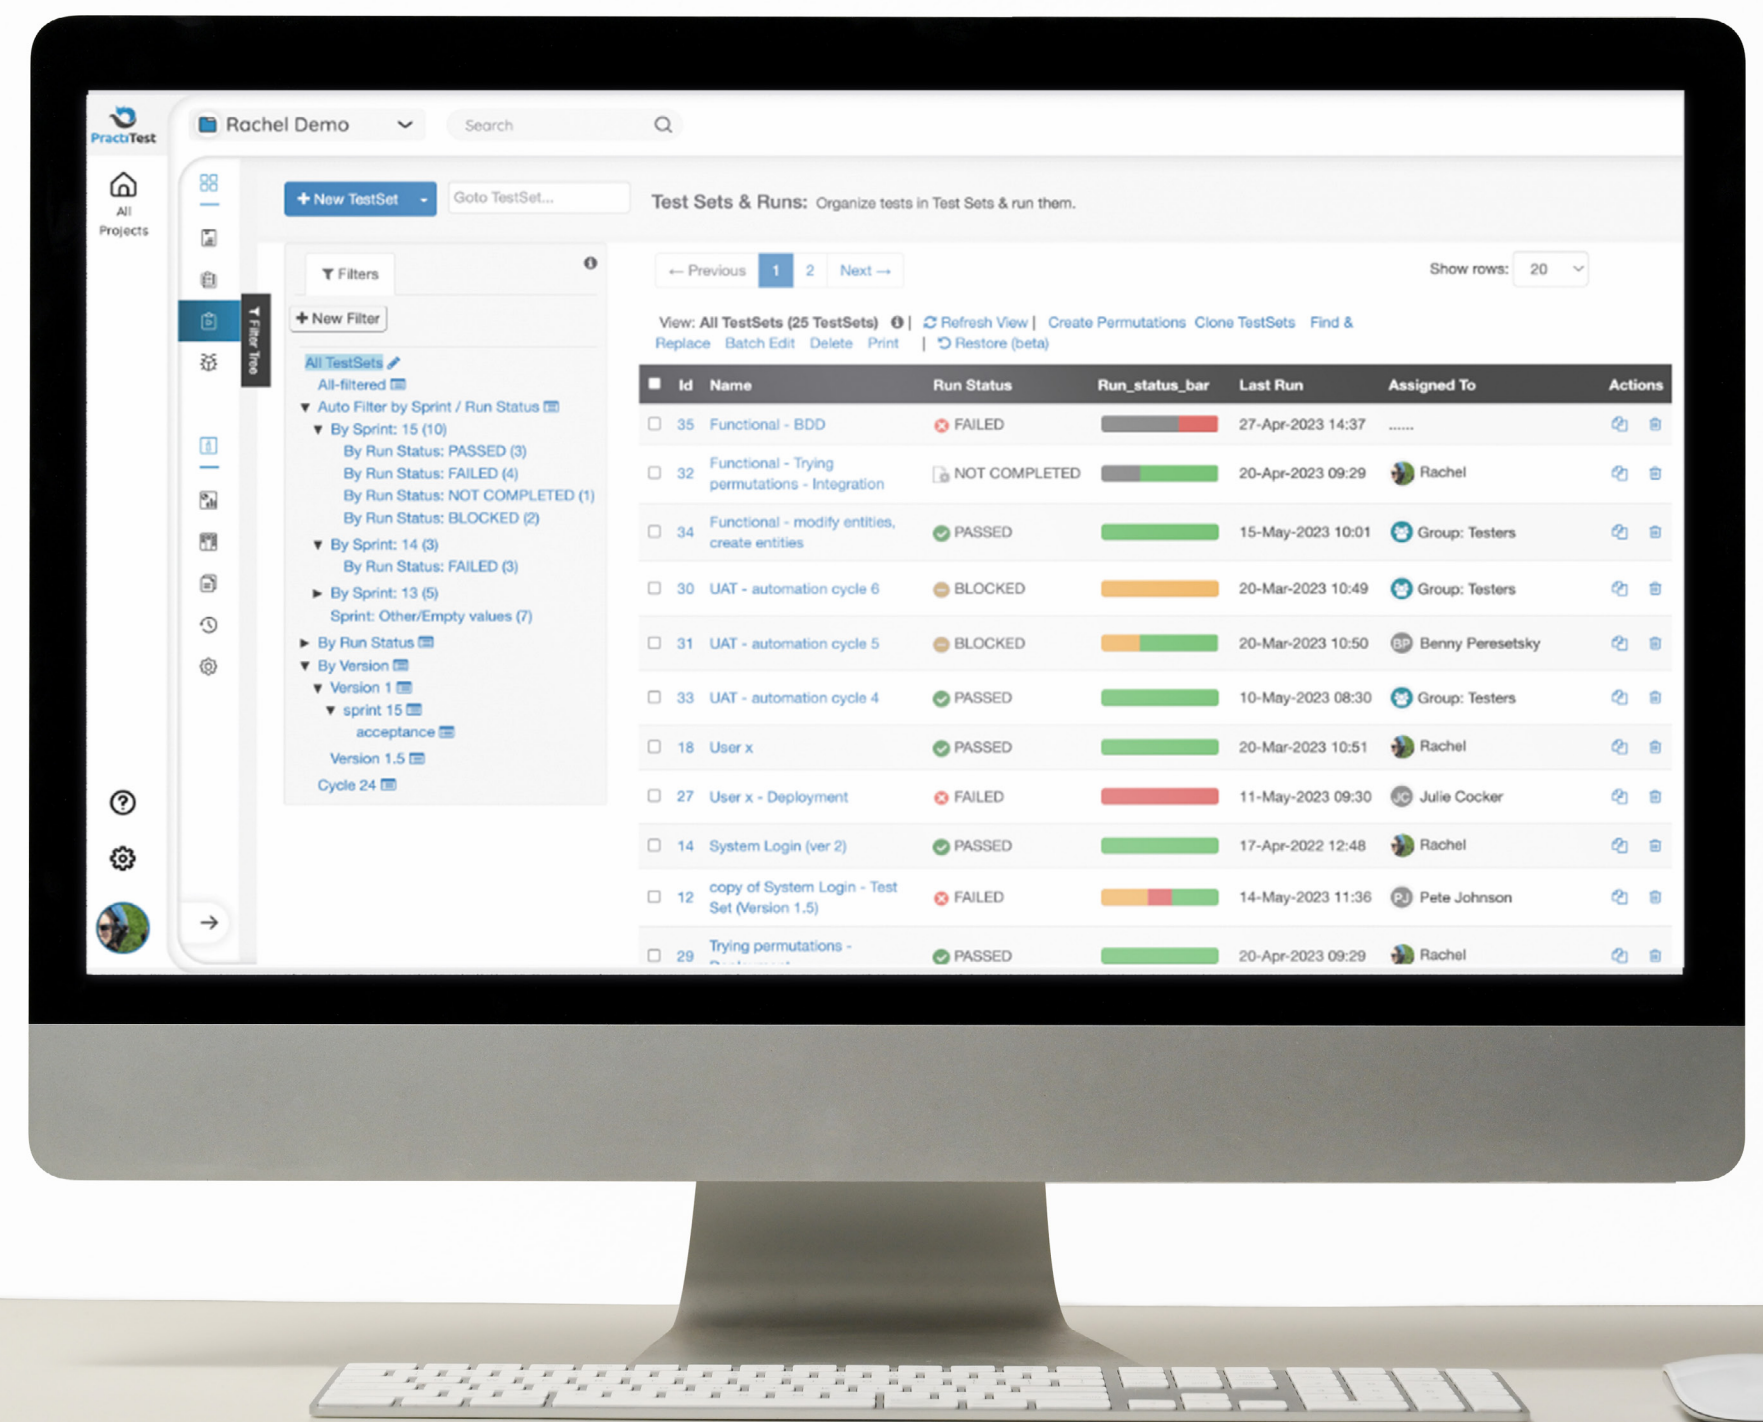 PractiTest
Rachel Demo
Search
All
Projects
+ New TestSet
Goto TestSet...
Test Sets & Runs: Organize tests in Test Sets & run them.
Filter Tree
Filters
← Previous 1 2 Next →
Show rows: 20
+ New Filter
View: All TestSets (25 TestSets) | Refresh View | Create Permutations Clone TestSets Find &
Replace Batch Edit Delete Print | Restore (beta)
All TestSets
All-filtered
Auto Filter by Sprint / Run Status
By Sprint: 15 (10)
By Run Status: PASSED (3)
By Run Status: FAILED (4)
By Run Status: NOT COMPLETED (1)
By Run Status: BLOCKED (2)
By Sprint: 14 (3)
By Run Status: FAILED (3)
By Sprint: 13 (5)
Sprint: Other/Empty values (7)
By Run Status
By Version
Version 1
sprint 15
acceptance
Version 1.5
Cycle 24
Id Name Run Status Run_status_bar Last Run Assigned To Actions
35 Functional - BDD FAILED 27-Apr-2023 14:37 ......
32 Functional - Trying
permutations - Integration NOT COMPLETED 20-Apr-2023 09:29 Rachel
34 Functional - modify entities,
create entities PASSED 15-May-2023 10:01 Group: Testers
30 UAT - automation cycle 6 BLOCKED 20-Mar-2023 10:49 Group: Testers
31 UAT - automation cycle 5 BLOCKED 20-Mar-2023 10:50 BP Benny Peresetsky
33 UAT - automation cycle 4 PASSED 10-May-2023 08:30 Group: Testers
18 User x PASSED 20-Mar-2023 10:51 Rachel
27 User x - Deployment FAILED 11-May-2023 09:30 JC Julie Cocker
14 System Login (ver 2) PASSED 17-Apr-2022 12:48 Rachel
12 copy of System Login - Test
Set (Version 1.5) FAILED 14-May-2023 11:36 PJ Pete Johnson
29 Trying permutations -
PASSED 20-Apr-2023 09:29 Rachel